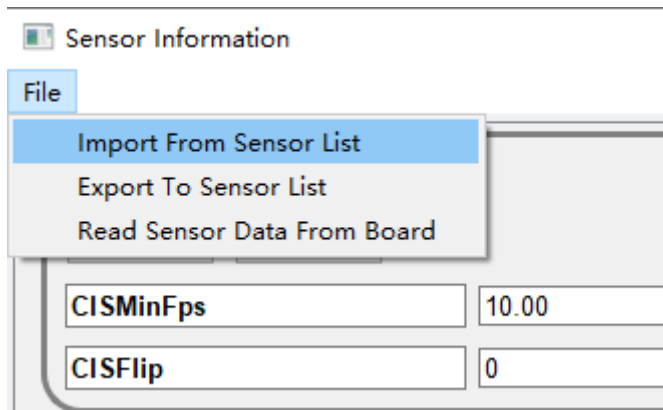 Sensor Information
File
Import From Sensor List
Export To Sensor List
Read Sensor Data From Board
CISMinFps 10.00
CISFlip 0